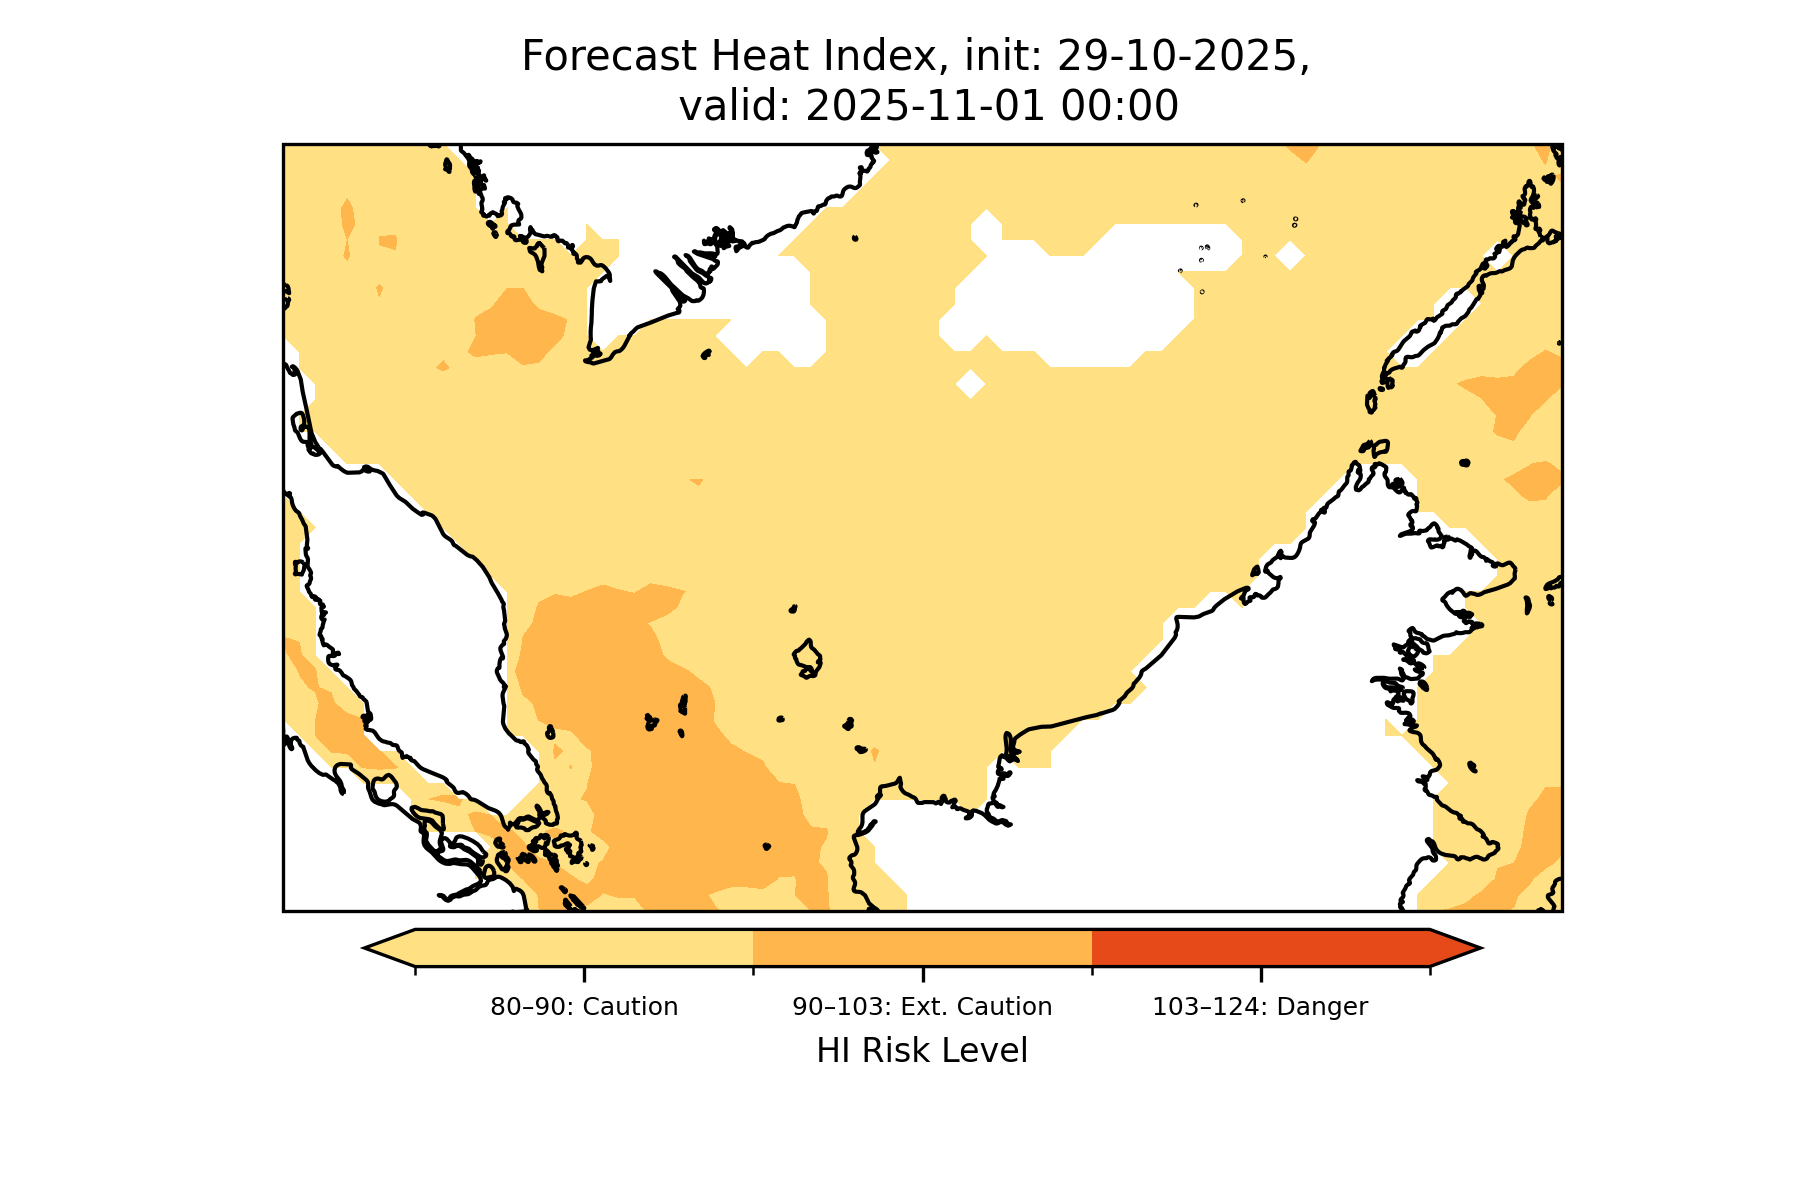 Forecast Heat Index, init: 29-10-2025,
valid: 2025-11-01 00:00
80–90: Caution
90–103: Ext. Caution
103–124: Danger
HI Risk Level